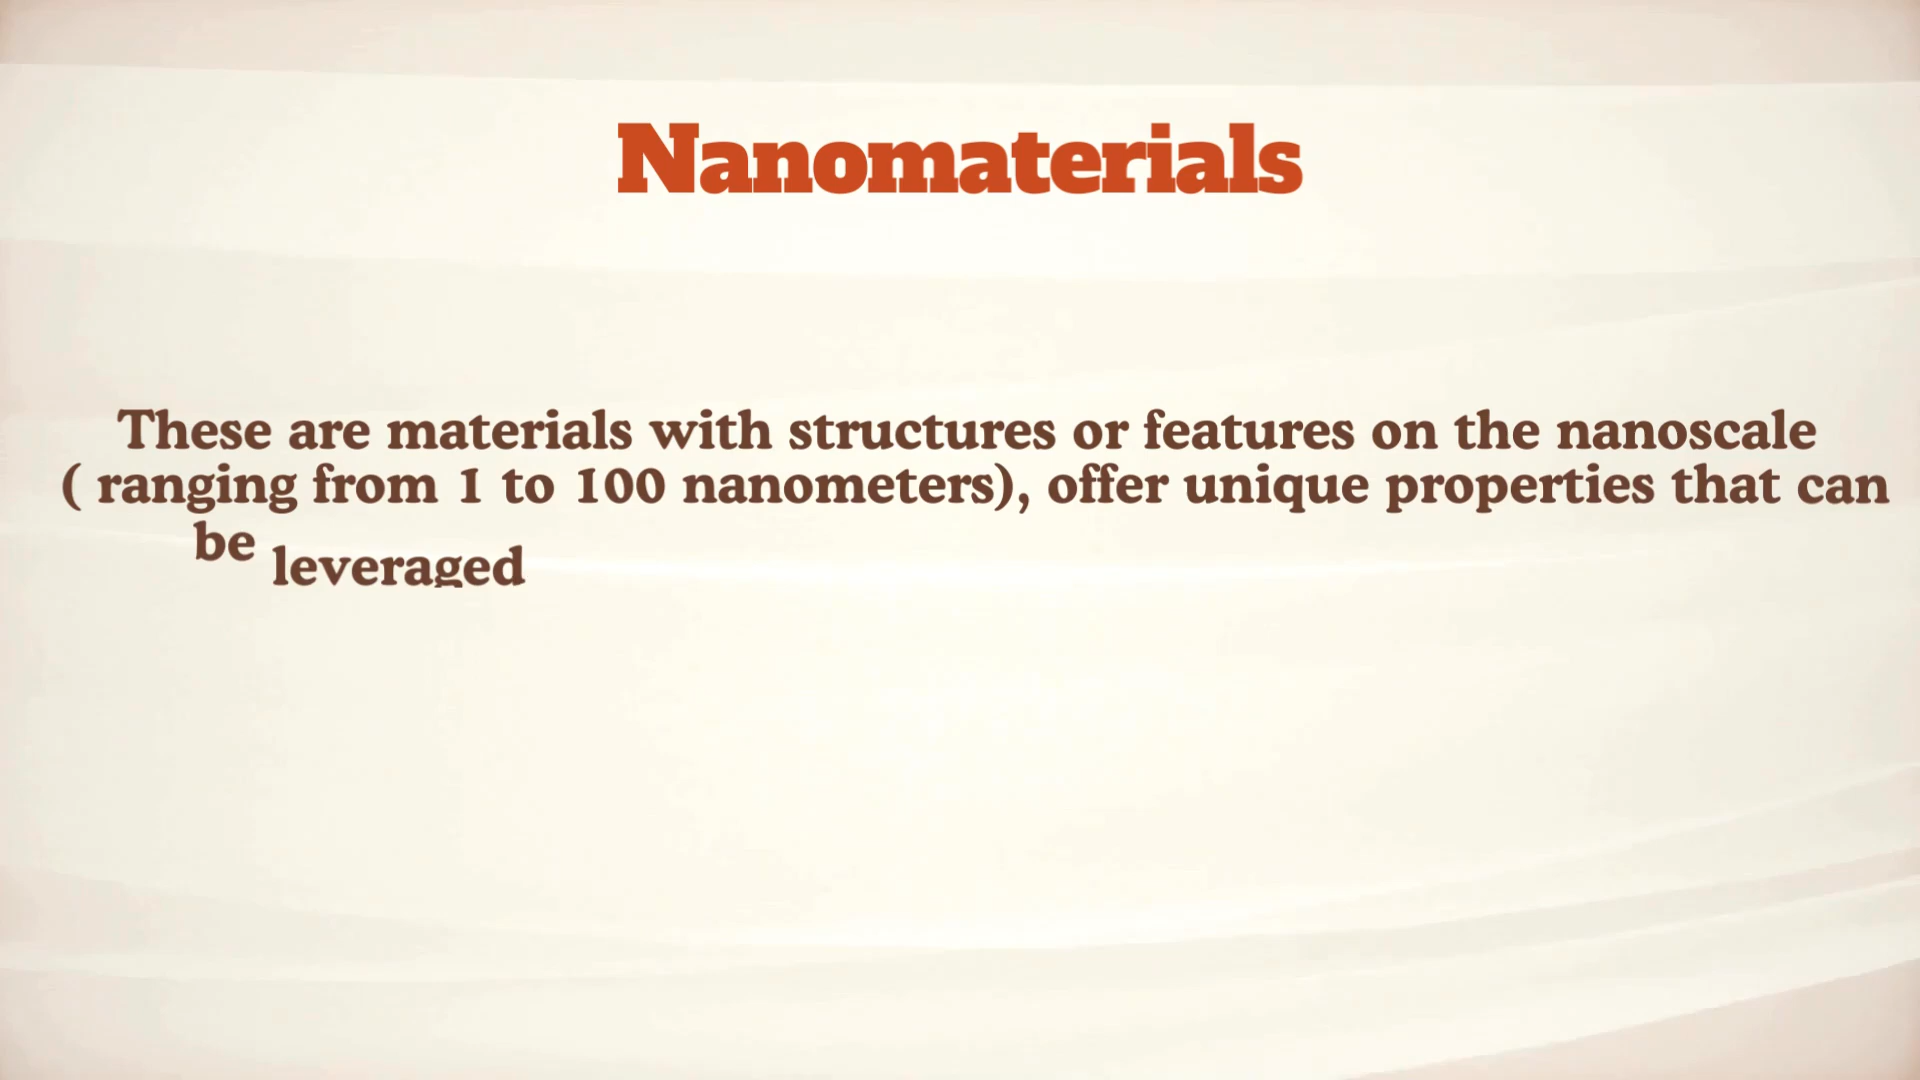 Nanomaterials
These are materials with structures or features on the nanoscale
( ranging from 1 to 100 nanometers), offer unique properties that can
be leveraged